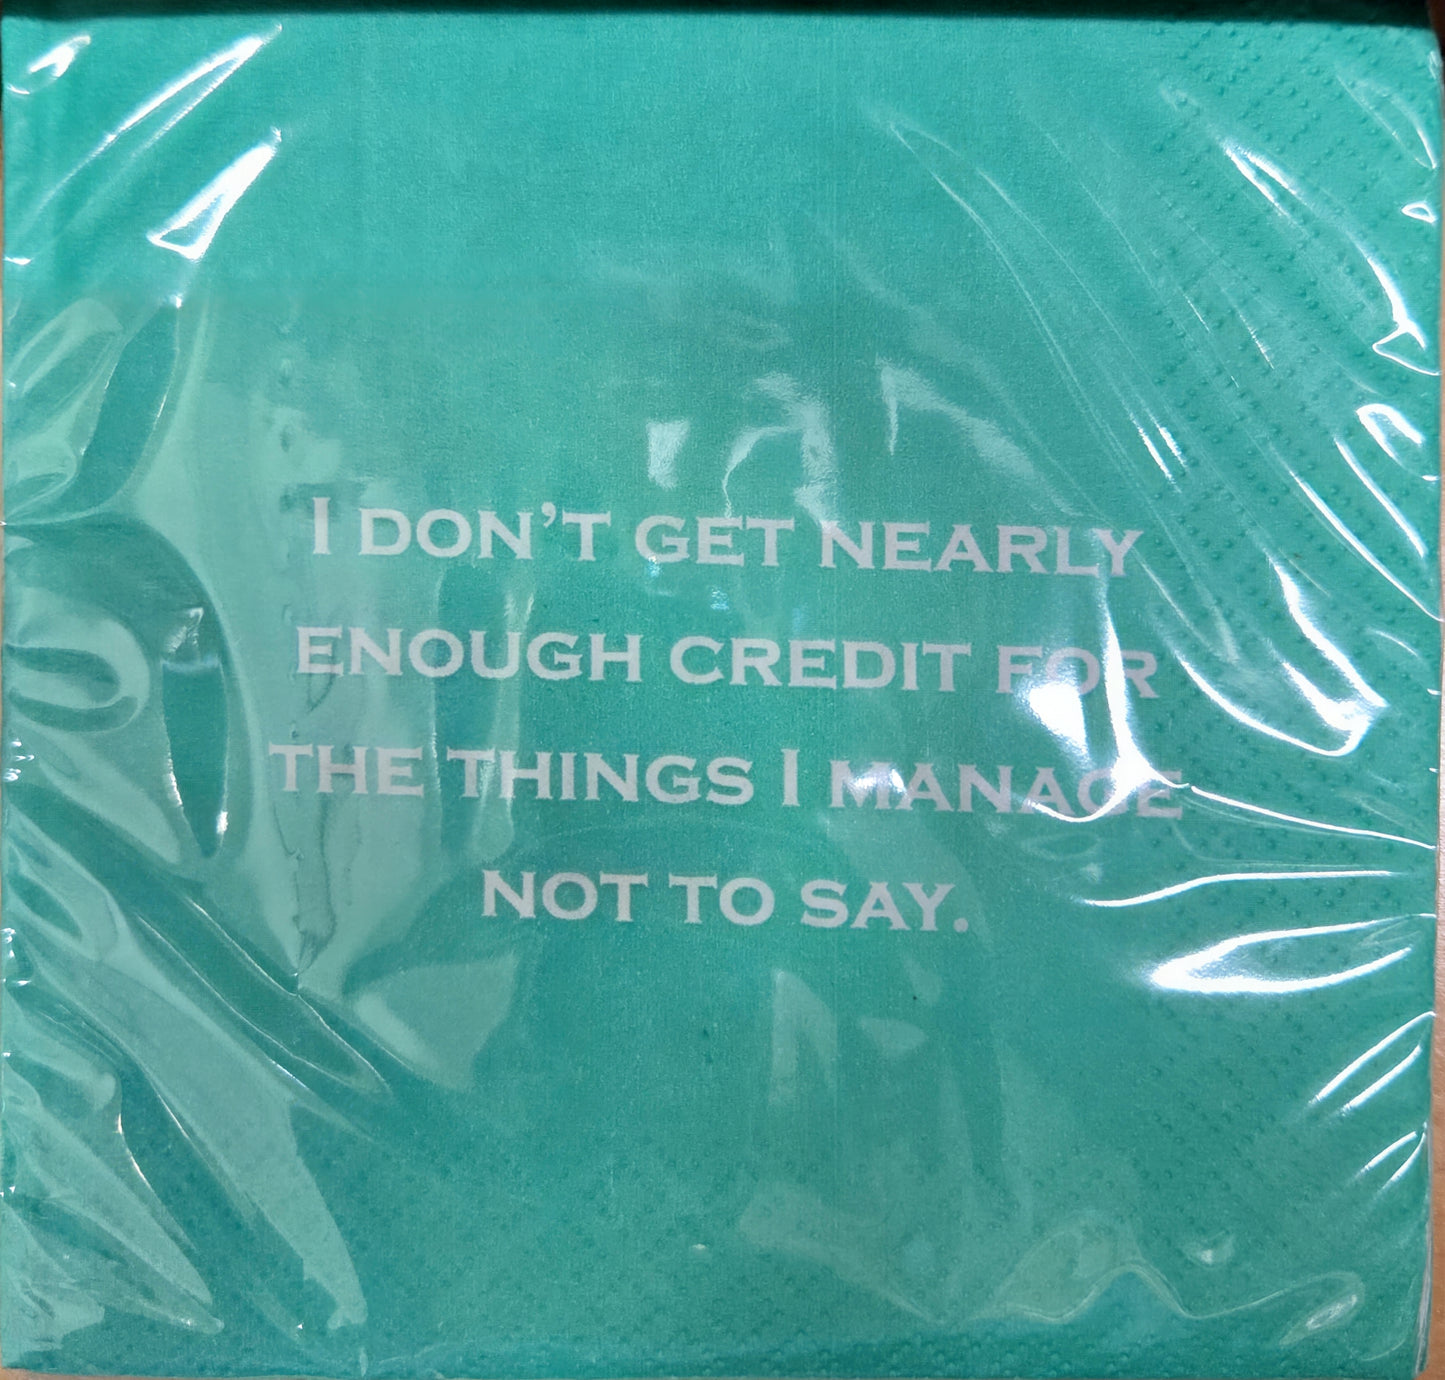 I DON'T GET NEARLY
ENOUGH CREDIT FOR
THE THINGS I MANAGE
NOT TO SAY.